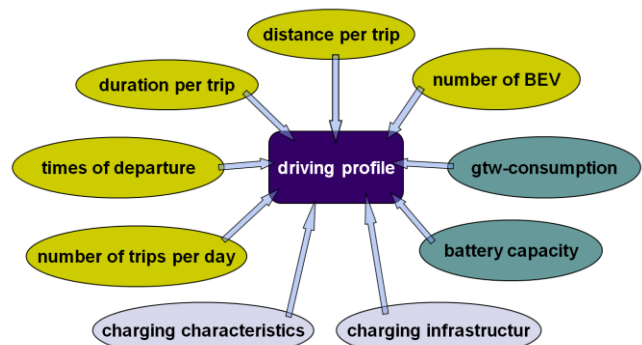 distance per trip
duration per trip
number of BEV
times of departure
driving profile
gtw-consumption
number of trips per day
battery capacity
charging characteristics
charging infrastructur